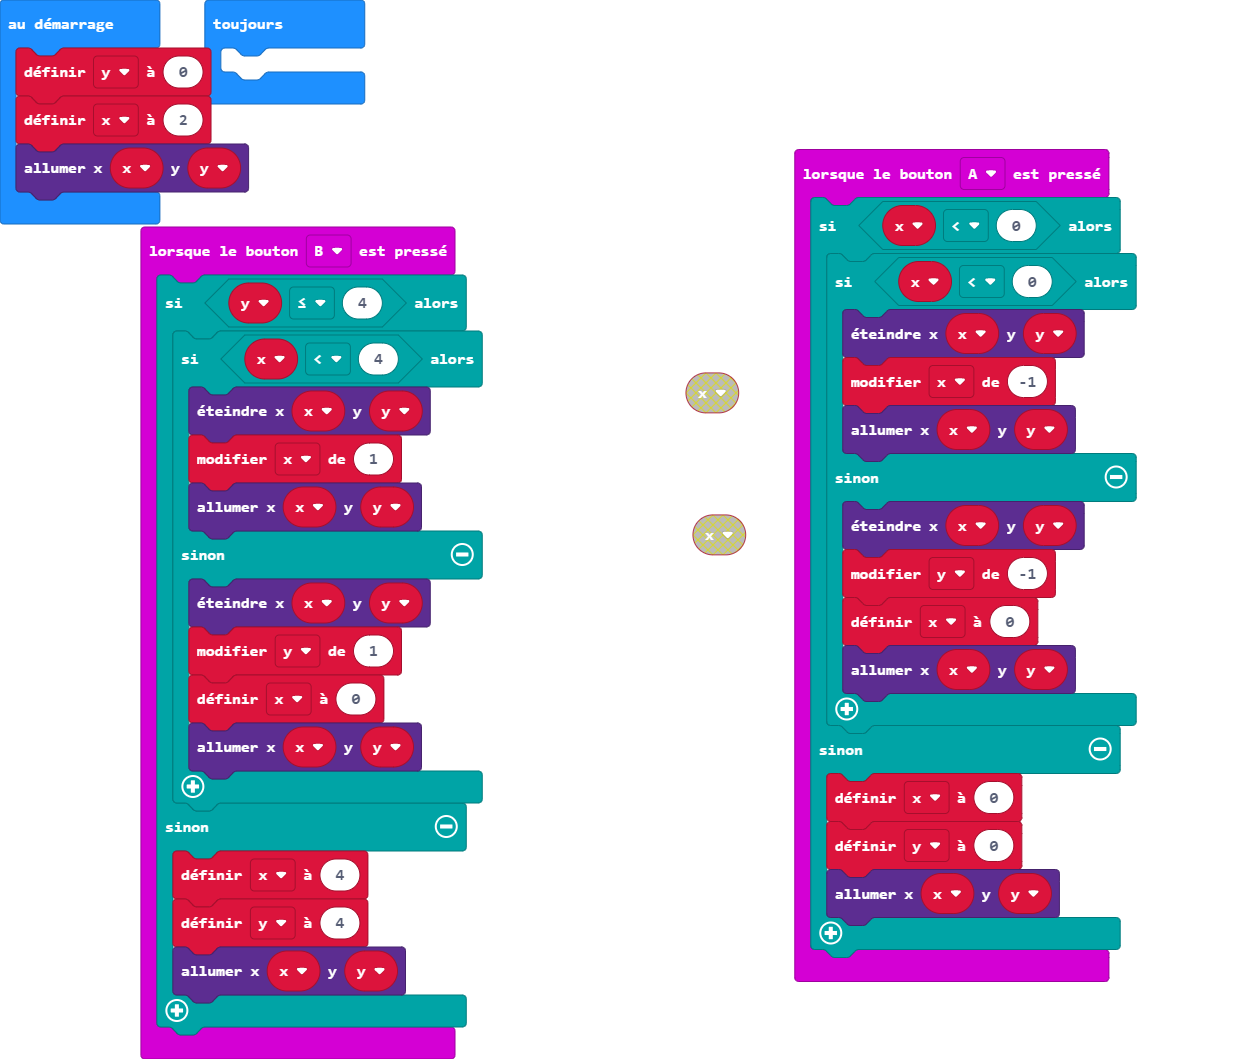 au démarrage
définir y à 0
définir x à 2
allumer x x y y
toujours
lorsque le bouton B est pressé
si y ≤ 4 alors
si x < 4 alors
éteindre x x y y
modifier x de 1
allumer x x y y
sinon
éteindre x x y y
modifier y de 1
définir x à 0
allumer x x y y
sinon
définir x à 4
définir y à 4
allumer x x y y
x
x
lorsque le bouton A est pressé
si x < 0 alors
si x < 0 alors
éteindre x x y y
modifier x de -1
allumer x x y y
sinon
éteindre x x y y
modifier y de -1
définir x à 0
allumer x x y y
sinon
définir x à 0
définir y à 0
allumer x x y y